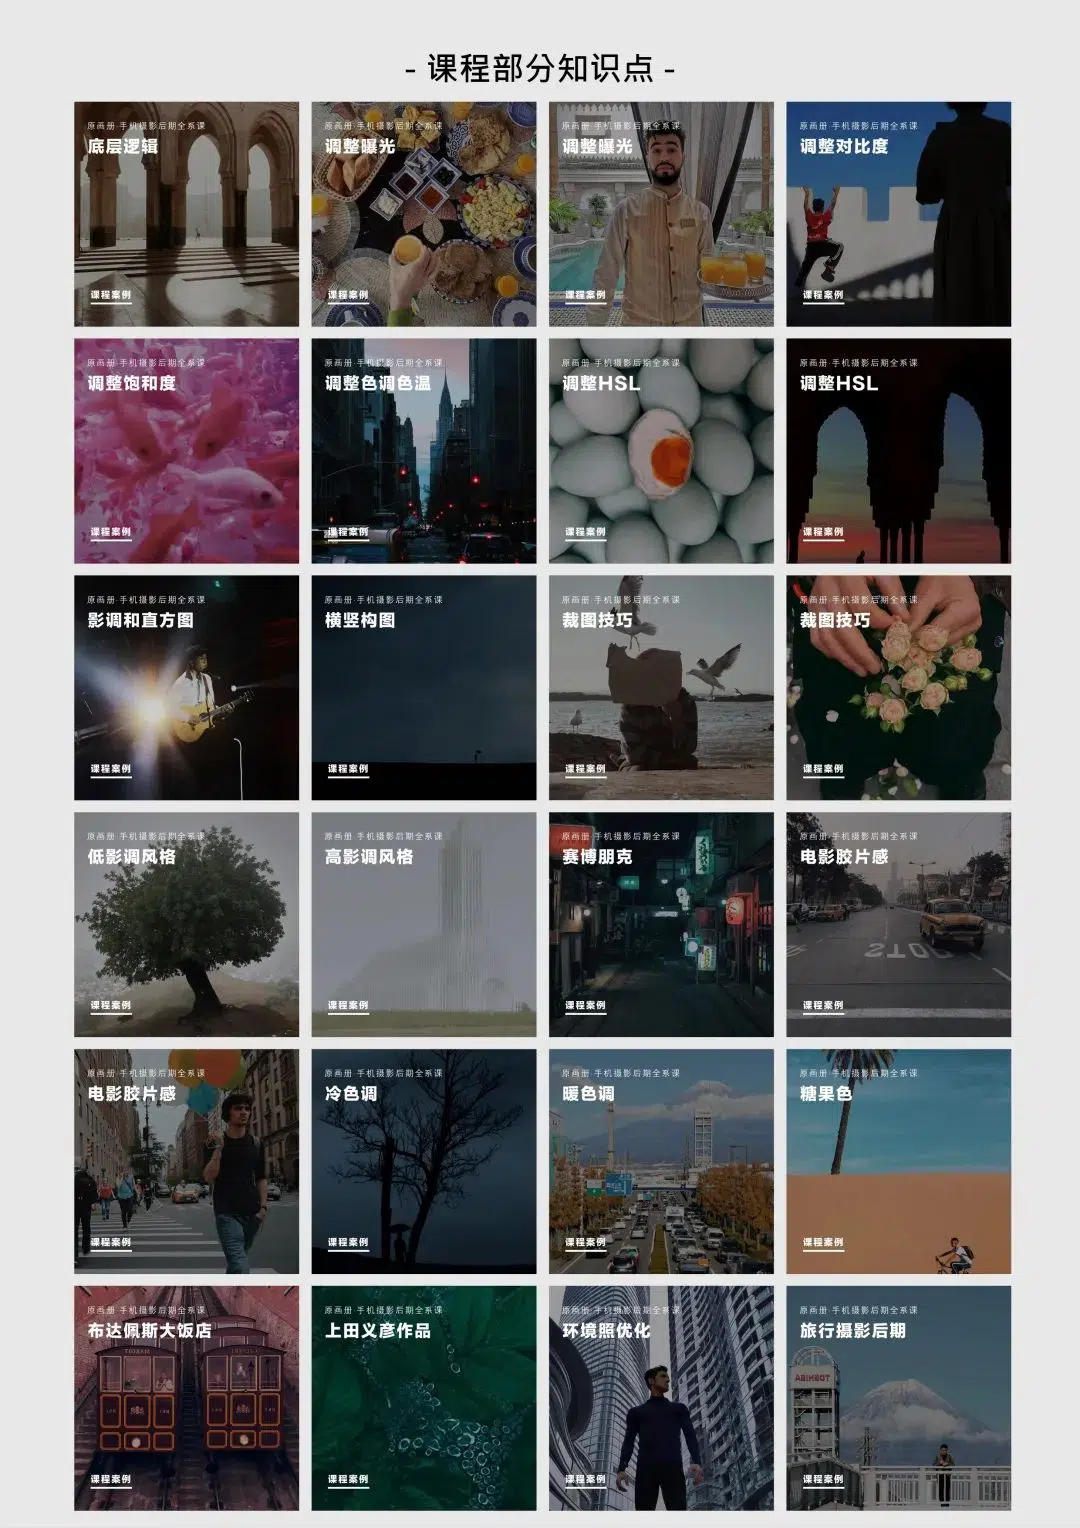 - 课程部分知识点 -
原画册·手机摄影后期全系课
底层逻辑
课程案例
原画册·手机摄影后期全系课
调整曝光
课程案例
原画册·手机摄影后期全系课
调整曝光
课程案例
原画册·手机摄影后期全系课
调整对比度
课程案例
原画册·手机摄影后期全系课
调整饱和度
课程案例
原画册·手机摄影后期全系课
调整色调色温
课程案例
原画册·手机摄影后期全系课
调整HSL
课程案例
原画册·手机摄影后期全系课
调整HSL
课程案例
原画册·手机摄影后期全系课
影调和直方图
课程案例
原画册·手机摄影后期全系课
横竖构图
课程案例
原画册·手机摄影后期全系课
裁图技巧
课程案例
原画册·手机摄影后期全系课
裁图技巧
课程案例
原画册·手机摄影后期全系课
低影调风格
课程案例
原画册·手机摄影后期全系课
高影调风格
课程案例
原画册·手机摄影后期全系课
赛博朋克
课程案例
原画册·手机摄影后期全系课
电影胶片感
课程案例
原画册·手机摄影后期全系课
电影胶片感
课程案例
原画册·手机摄影后期全系课
冷色调
课程案例
原画册·手机摄影后期全系课
暖色调
课程案例
原画册·手机摄影后期全系课
糖果色
课程案例
原画册·手机摄影后期全系课
布达佩斯大饭店
课程案例
原画册·手机摄影后期全系课
上田义彦作品
课程案例
原画册·手机摄影后期全系课
环境照优化
课程案例
原画册·手机摄影后期全系课
旅行摄影后期
课程案例